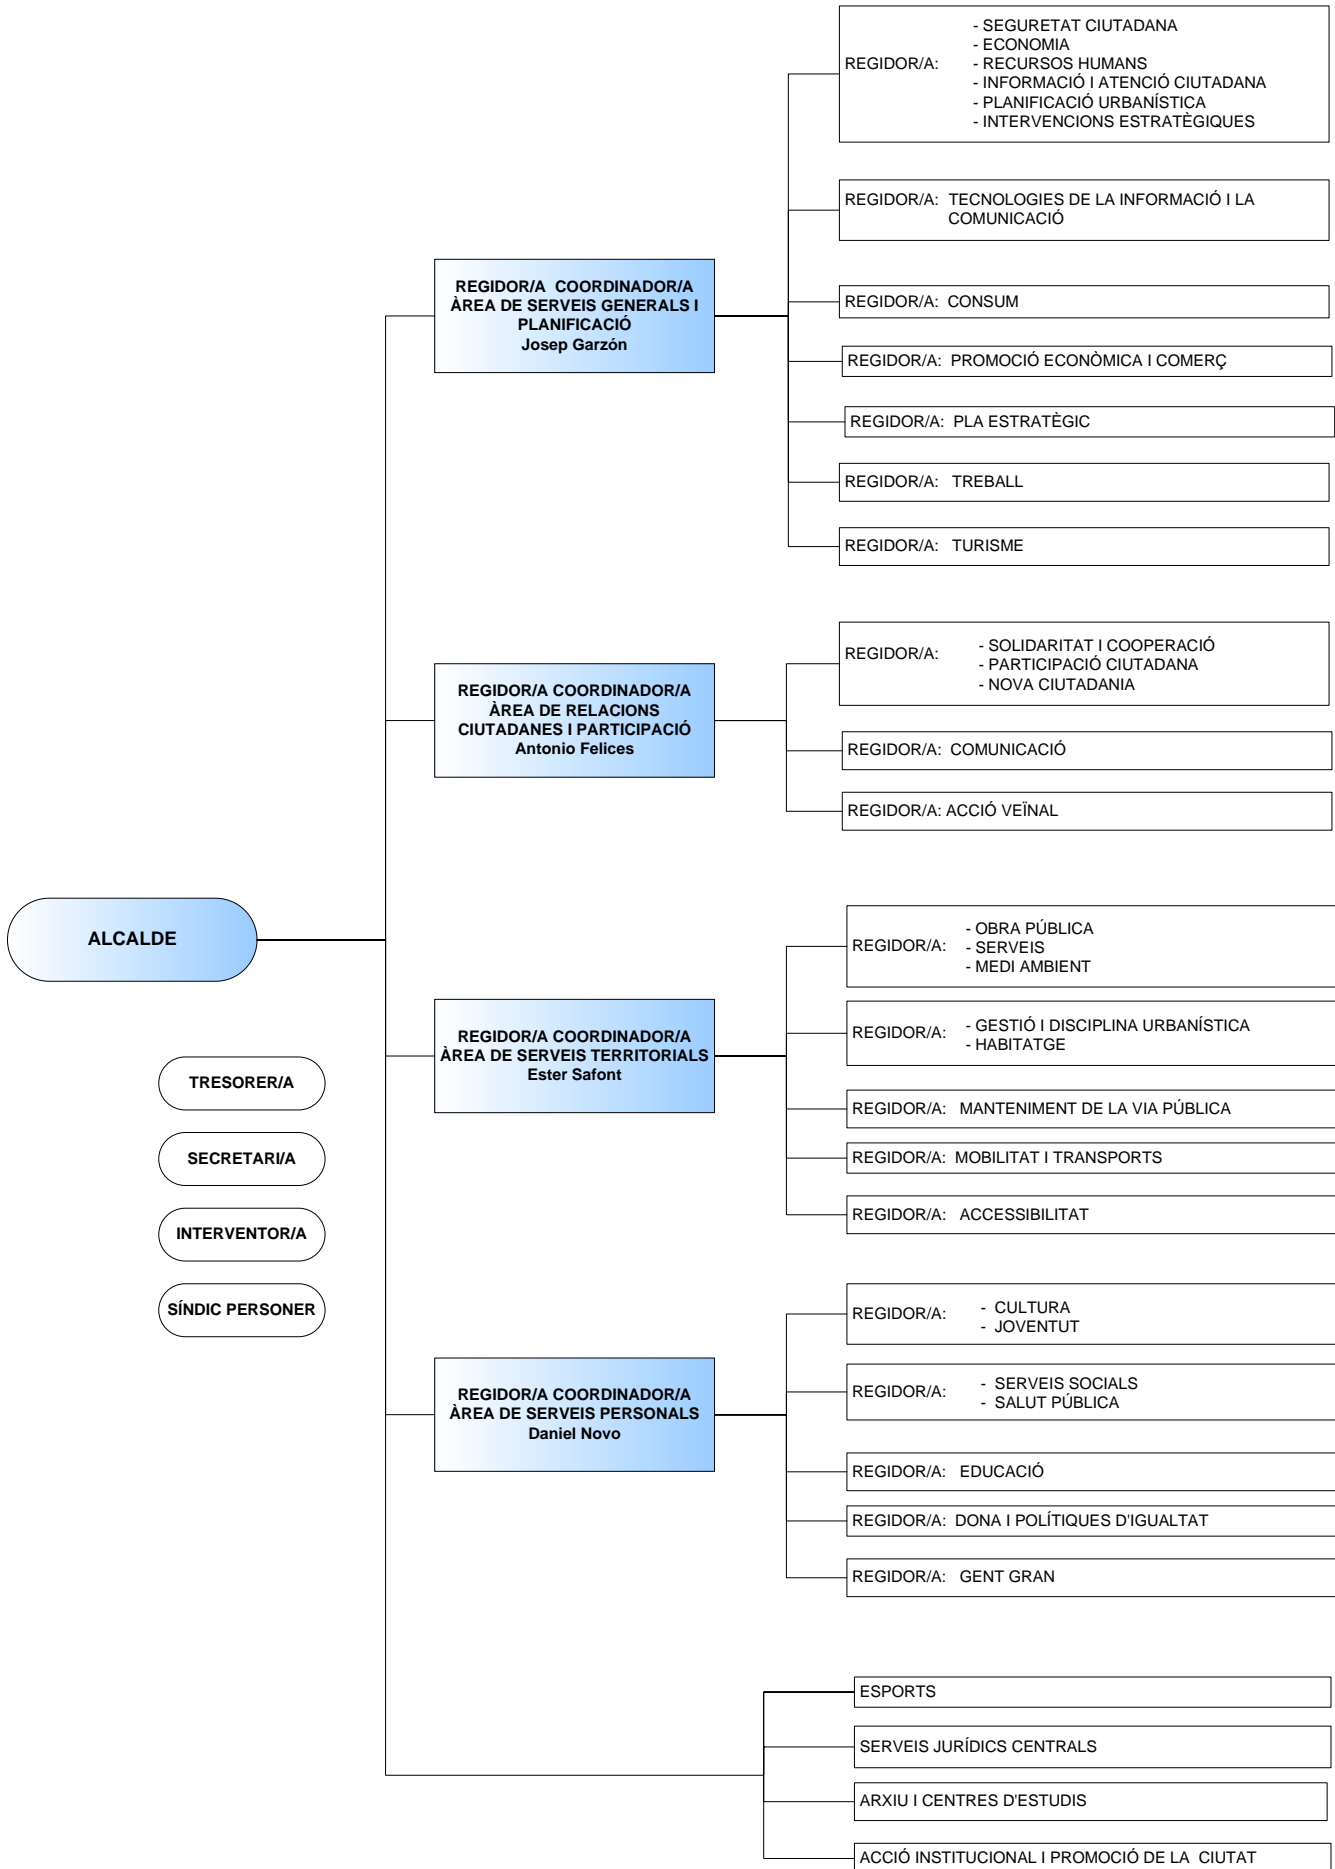 ALCALDE
TRESORER/A
SECRETARI/A
INTERVENTOR/A
SÍNDIC PERSONER
REGIDOR/A  COORDINADOR/A
ÀREA DE SERVEIS GENERALS I
PLANIFICACIÓ
Josep Garzón
REGIDOR/A:
- SEGURETAT CIUTADANA
- ECONOMIA
- RECURSOS HUMANS
- INFORMACIÓ I ATENCIÓ CIUTADANA
- PLANIFICACIÓ URBANÍSTICA
- INTERVENCIONS ESTRATÈGIQUES
REGIDOR/A:  TECNOLOGIES DE LA INFORMACIÓ I LA
COMUNICACIÓ
REGIDOR/A:  CONSUM
REGIDOR/A:  PROMOCIÓ ECONÒMICA I COMERÇ
REGIDOR/A:  PLA ESTRATÈGIC
REGIDOR/A:   TREBALL
REGIDOR/A:   TURISME
REGIDOR/A COORDINADOR/A
ÀREA DE RELACIONS
CIUTADANES I PARTICIPACIÓ
Antonio Felices
REGIDOR/A:
- SOLIDARITAT I COOPERACIÓ
- PARTICIPACIÓ CIUTADANA
- NOVA CIUTADANIA
REGIDOR/A:  COMUNICACIÓ
REGIDOR/A: ACCIÓ VEÏNAL
REGIDOR/A COORDINADOR/A
ÀREA DE SERVEIS TERRITORIALS
Ester Safont
REGIDOR/A:
- OBRA PÚBLICA
- SERVEIS
- MEDI AMBIENT
REGIDOR/A:
- GESTIÓ I DISCIPLINA URBANÍSTICA
- HABITATGE
REGIDOR/A:   MANTENIMENT DE LA VIA PÚBLICA
REGIDOR/A:  MOBILITAT I TRANSPORTS
REGIDOR/A:   ACCESSIBILITAT
REGIDOR/A COORDINADOR/A
ÀREA DE SERVEIS PERSONALS
Daniel Novo
REGIDOR/A:
-  CULTURA
-  JOVENTUT
REGIDOR/A:
-  SERVEIS SOCIALS
-  SALUT PÚBLICA
REGIDOR/A:   EDUCACIÓ
REGIDOR/A:  DONA I POLÍTIQUES D'IGUALTAT
REGIDOR/A:   GENT GRAN
ESPORTS
SERVEIS JURÍDICS CENTRALS
ARXIU I CENTRES D'ESTUDIS
ACCIÓ INSTITUCIONAL I PROMOCIÓ DE LA  CIUTAT